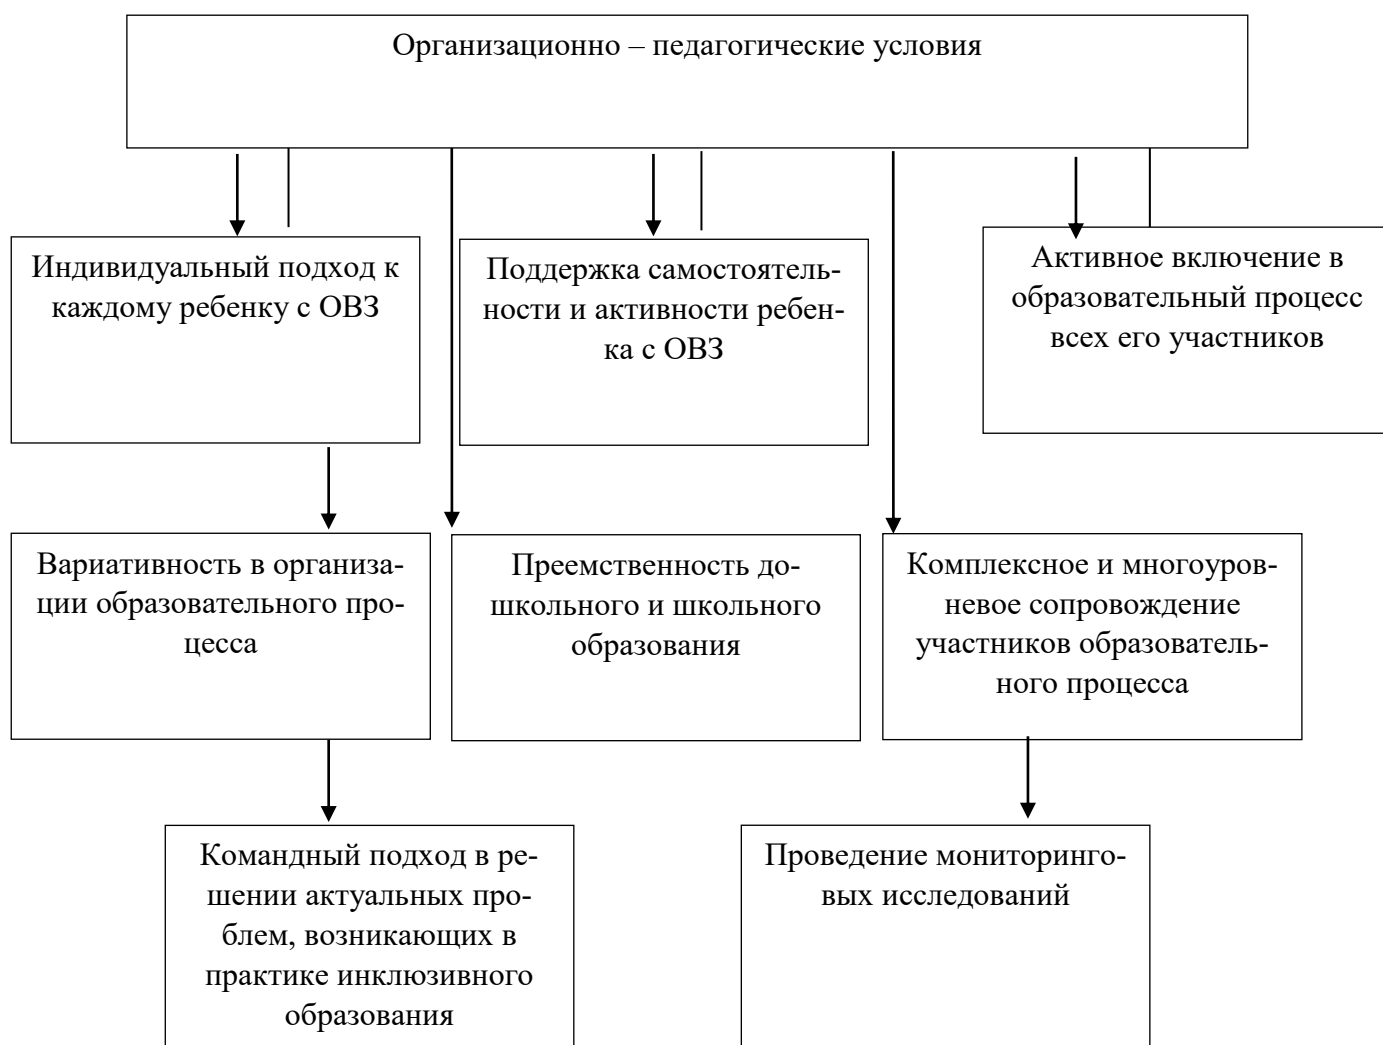 Организационно – педагогические условия
Индивидуальный подход к
каждому ребенку с ОВЗ
Поддержка самостоятель-
ности и активности ребен-
ка с ОВЗ
Активное включение в
образовательный процесс
всех его участников
Вариативность в организа-
ции образовательного про-
цесса
Преемственность до-
школьного и школьного
образования
Комплексное и многоуров-
невое сопровождение
участников образователь-
ного процесса
Командный подход в ре-
шении актуальных про-
блем, возникающих в
практике инклюзивного
образования
Проведение мониторинго-
вых исследований